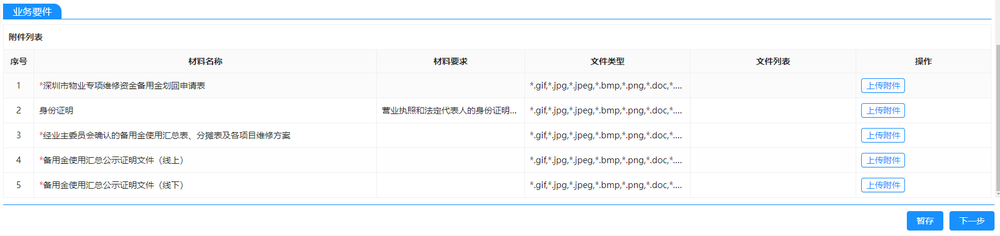 业务要件
附件列表
序号 材料名称 材料要求 文件类型 文件列表 操作
1 *深圳市物业专项维修资金备用金划回申请表 *.gif,*.jpg,*.jpeg,*.bmp,*.png,*.doc,*.... 上传附件
2 身份证明 营业执照和法定代表人的身份证明... *.gif,*.jpg,*.jpeg,*.bmp,*.png,*.doc,*.... 上传附件
3 *经业主委员会确认的备用金使用汇总表、分摊表及各项目维修方案 *.gif,*.jpg,*.jpeg,*.bmp,*.png,*.doc,*.... 上传附件
4 *备用金使用汇总公示证明文件（线上） *.gif,*.jpg,*.jpeg,*.bmp,*.png,*.doc,*.... 上传附件
5 *备用金使用汇总公示证明文件（线下） *.gif,*.jpg,*.jpeg,*.bmp,*.png,*.doc,*.... 上传附件
暂存 下一步